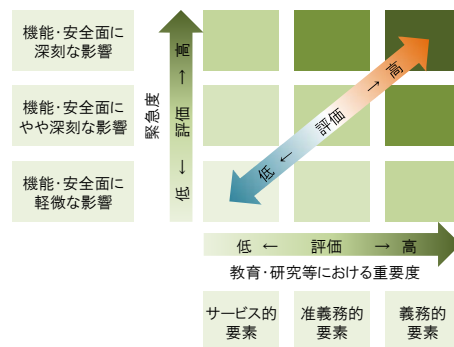 機能・安全面に
深刻な影響
機能・安全面に
やや深刻な影響
機能・安全面に
軽微な影響
緊急度
低 ← 評価 → 高
低 ← 評価 → 高
低 ← 評価 → 高
教育・研究等における重要度
サービス的
要素
准義務的
要素
義務的
要素